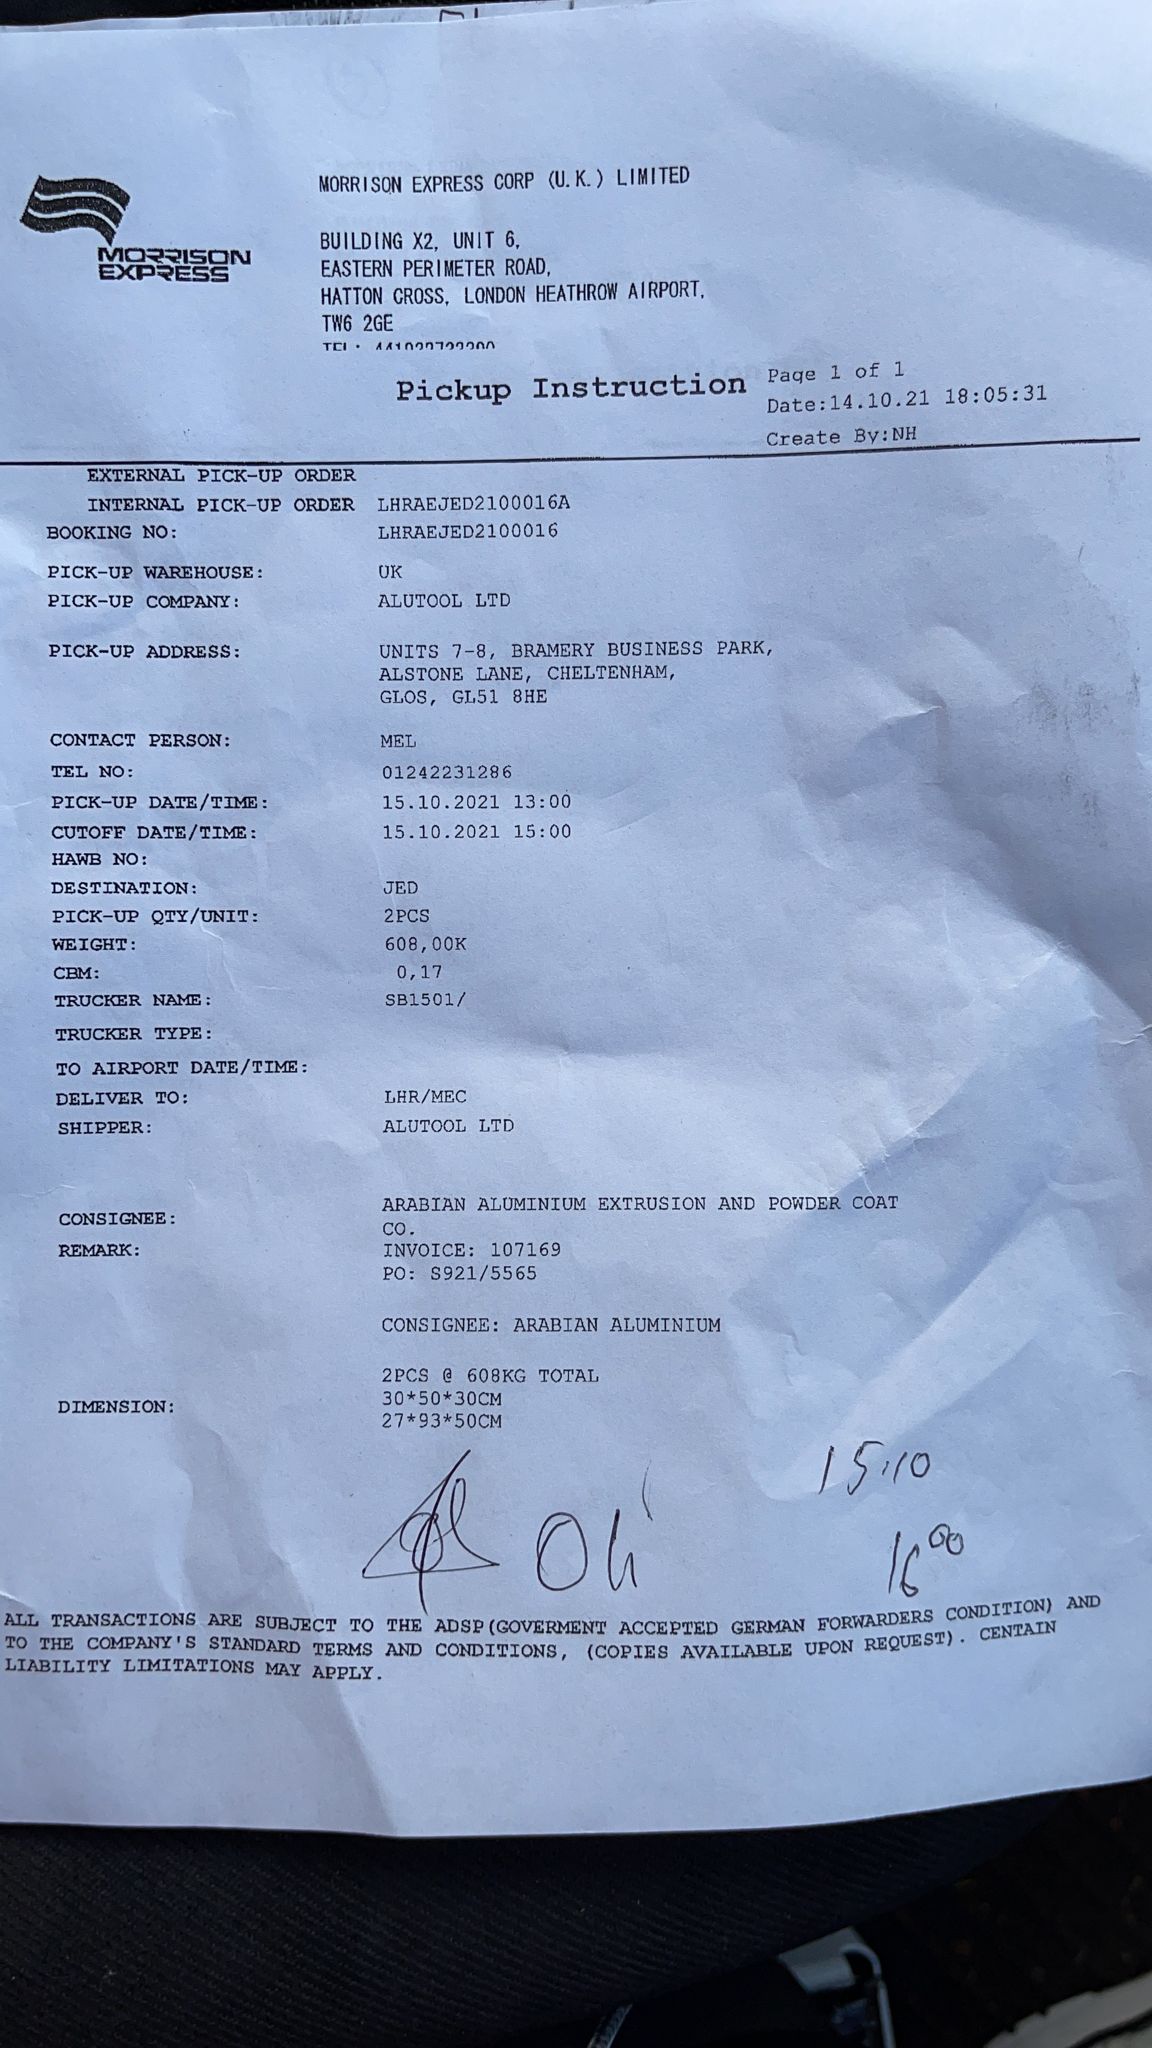 MORRISON EXPRESS
MORRISON EXPRESS CORP (U.K.) LIMITED
BUILDING X2, UNIT 6,
EASTERN PERIMETER ROAD,
HATTON CROSS, LONDON HEATHROW AIRPORT,
TW6 2GE
Pickup Instruction
Page 1 of 1
Date:14.10.21 18:05:31
Create By:NH
EXTERNAL PICK-UP ORDER
INTERNAL PICK-UP ORDER LHRAEJED2100016A
BOOKING NO: LHRAEJED2100016
PICK-UP WAREHOUSE: UK
PICK-UP COMPANY: ALUTOOL LTD
PICK-UP ADDRESS: UNITS 7-8, BRAMERY BUSINESS PARK,
ALSTONE LANE, CHELTENHAM,
GLOS, GL51 8HE
CONTACT PERSON: MEL
TEL NO: 01242231286
PICK-UP DATE/TIME: 15.10.2021 13:00
CUTOFF DATE/TIME: 15.10.2021 15:00
HAWB NO:
DESTINATION: JED
PICK-UP QTY/UNIT: 2PCS
WEIGHT: 608,00K
CBM: 0,17
TRUCKER NAME: SB1501/
TRUCKER TYPE:
TO AIRPORT DATE/TIME:
DELIVER TO: LHR/MEC
SHIPPER: ALUTOOL LTD
CONSIGNEE: ARABIAN ALUMINIUM EXTRUSION AND POWDER COAT
CO.
REMARK: INVOICE: 107169
PO: S921/5565
CONSIGNEE: ARABIAN ALUMINIUM
2PCS @ 608KG TOTAL
DIMENSION: 30*50*30CM
27*93*50CM
15:10
16 00
ALL TRANSACTIONS ARE SUBJECT TO THE ADSP(GOVERMENT ACCEPTED GERMAN FORWARDERS CONDITION) AND
TO THE COMPANY'S STANDARD TERMS AND CONDITIONS, (COPIES AVAILABLE UPON REQUEST). CENTAIN
LIABILITY LIMITATIONS MAY APPLY.